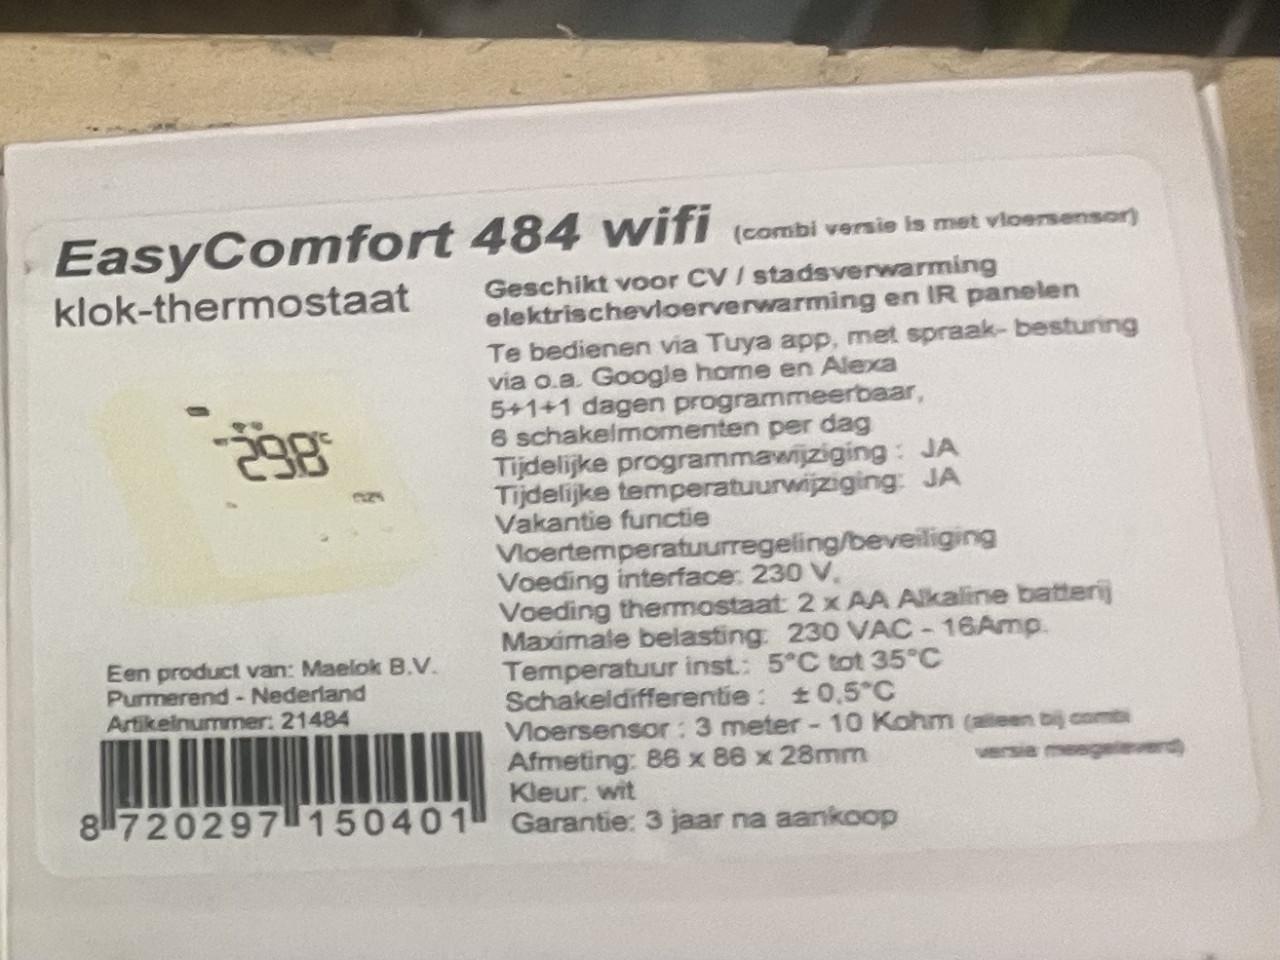 EasyComfort 484 wifi (combi versie is met vloersensor)
klok-thermostaat
Geschikt voor CV / stadsverwarming
elektrischevloerverwarming en IR panelen
Te bedienen via Tuya app, met spraak- besturing
via o.a. Google home en Alexa
5+1+1 dagen programmeerbaar,
6 schakelmomenten per dag
Tijdelijke programmawijziging : JA
Tijdelijke temperatuurwijziging: JA
Vakantie functie
Vloertemperatuurregeling/beveiliging
Voeding interface: 230 V.
Voeding thermostaat: 2 x AA Alkaline batterij
Maximale belasting: 230 VAC - 16Amp.
Temperatuur inst.: 5°C tot 35°C
Schakeldifferentie : ± 0,5°C
Vloersensor : 3 meter - 10 Kohm (alleen bij combi
versie meegeleverd)
Afmeting: 86 x 86 x 28mm
Kleur: wit
Garantie: 3 jaar na aankoop
29.8°C
Een product van: Maelok B.V.
Purmerend - Nederland
Artikelnummer: 21484
8 720297 150401